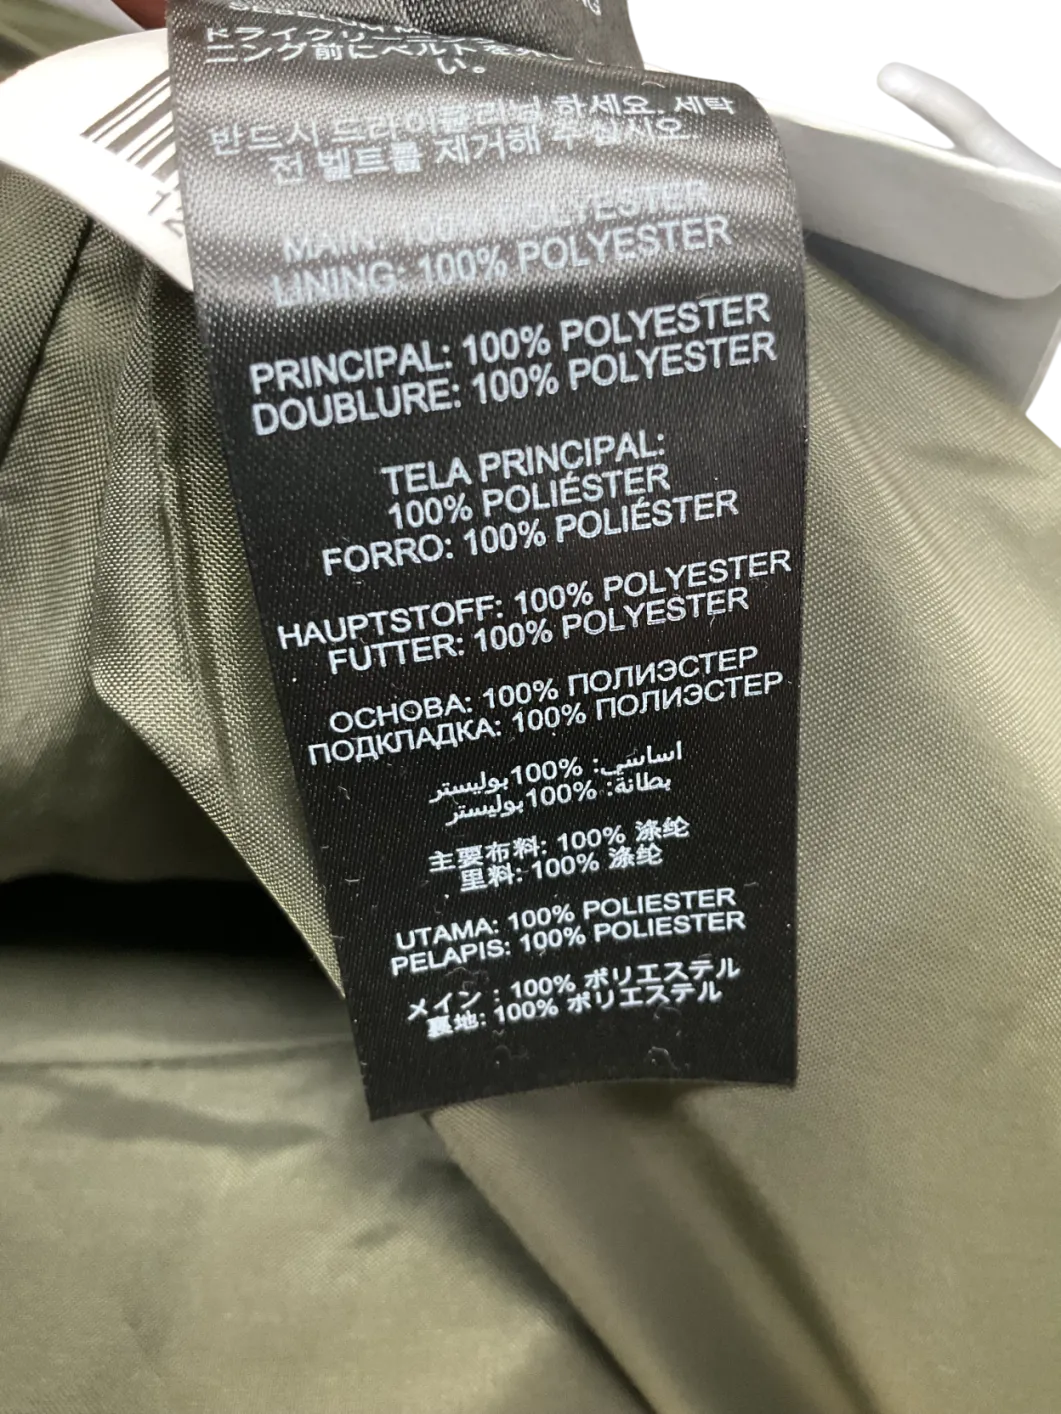 ドライクリーニ
ニング前にベルトを外
い。
반드시 드라이클리닝 하세요. 세탁
전 벨트를 제거해 주십시오.
MAIN: 100% POLYESTER
LINING: 100% POLYESTER
PRINCIPAL: 100% POLYESTER
DOUBLURE: 100% POLYESTER
TELA PRINCIPAL:
100% POLIÉSTER
FORRO: 100% POLIÉSTER
HAUPTSTOFF: 100% POLYESTER
FUTTER: 100% POLYESTER
ОСНОВА: 100% ПОЛИЭСТЕР
ПОДКЛАДКА: 100% ПОЛИЭСТЕР
اساسي: 100% بوليستر
بطانة: 100% بوليستر
主要布料: 100% 涤纶
里料: 100% 涤纶
UTAMA: 100% POLIESTER
PELAPIS: 100% POLIESTER
メイン : 100% ポリエステル
裏地: 100% ポリエステル